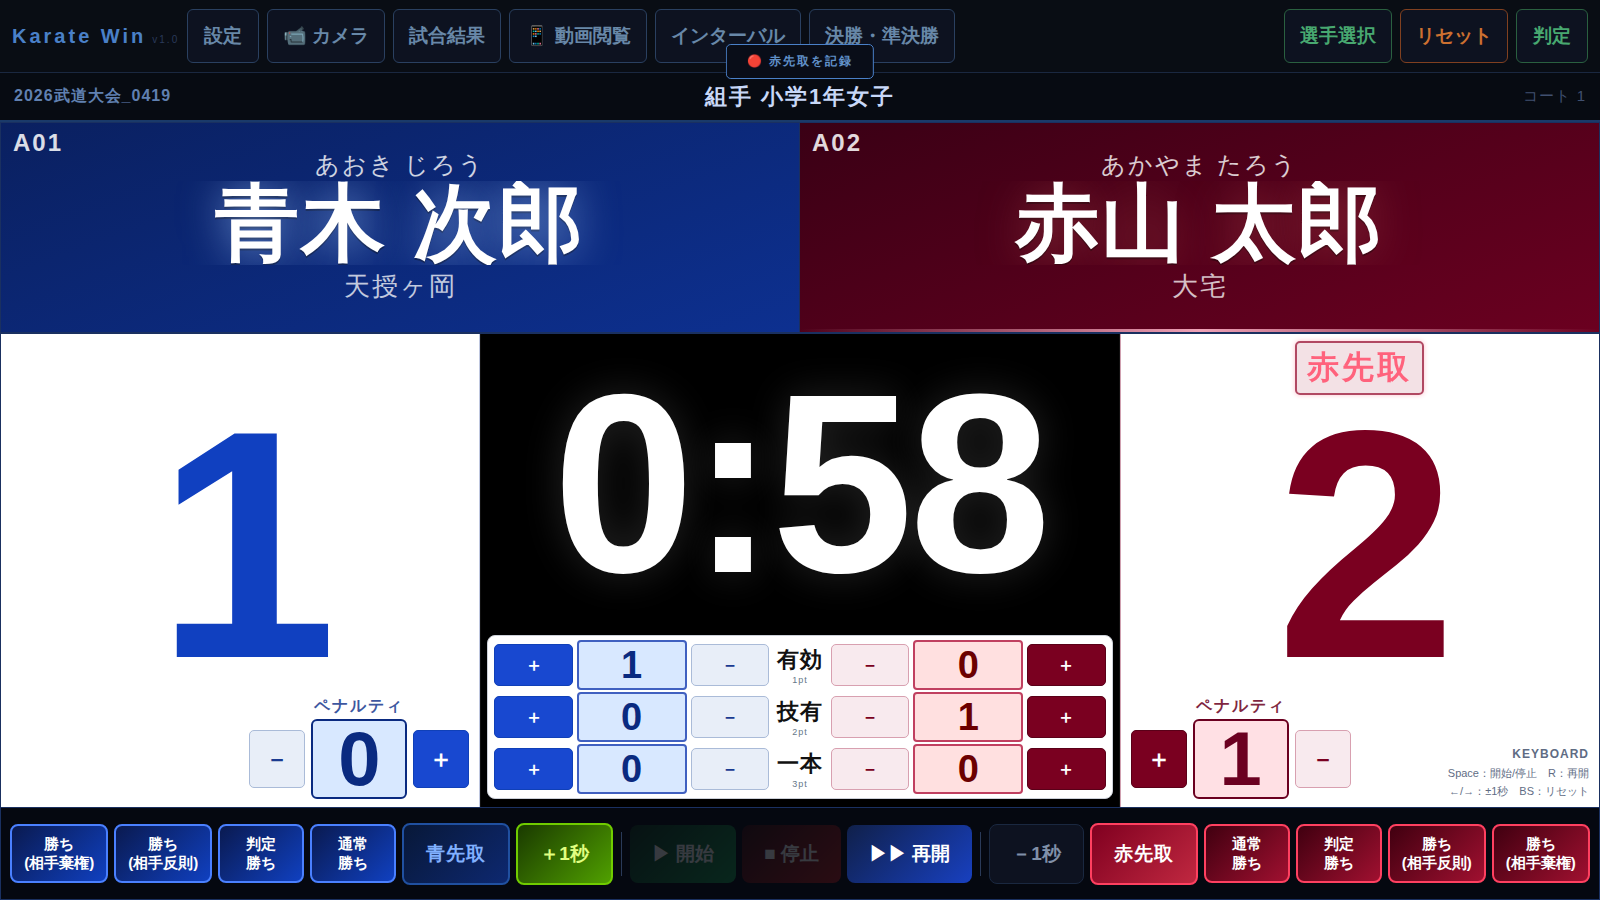 Karate Win v1.0
設定
📹 カメラ
試合結果
📱 動画閲覧
インターバル
決勝・準決勝
選手選択
リセット
判定
🔴 赤先取を記録
2026武道大会_0419
組手 小学1年女子
コート 1
A01
あおき じろう
青木 次郎
天授ヶ岡
A02
あかやま たろう
赤山 太郎
大宅
1
0:58
赤先取
2
+ 1 − 有効 − 0 +
1pt
+ 0 − 技有 − 1 +
2pt
+ 0 − 一本 − 0 +
3pt
ペナルティ
− 0 +
ペナルティ
+ 1 −
KEYBOARD
Space：開始/停止 R：再開
←/→：±1秒 BS：リセット
勝ち
(相手棄権)
勝ち
(相手反則)
判定
勝ち
通常
勝ち
青先取
＋1秒
▶ 開始
■ 停止
▶▶ 再開
－1秒
赤先取
通常
勝ち
判定
勝ち
勝ち
(相手反則)
勝ち
(相手棄権)